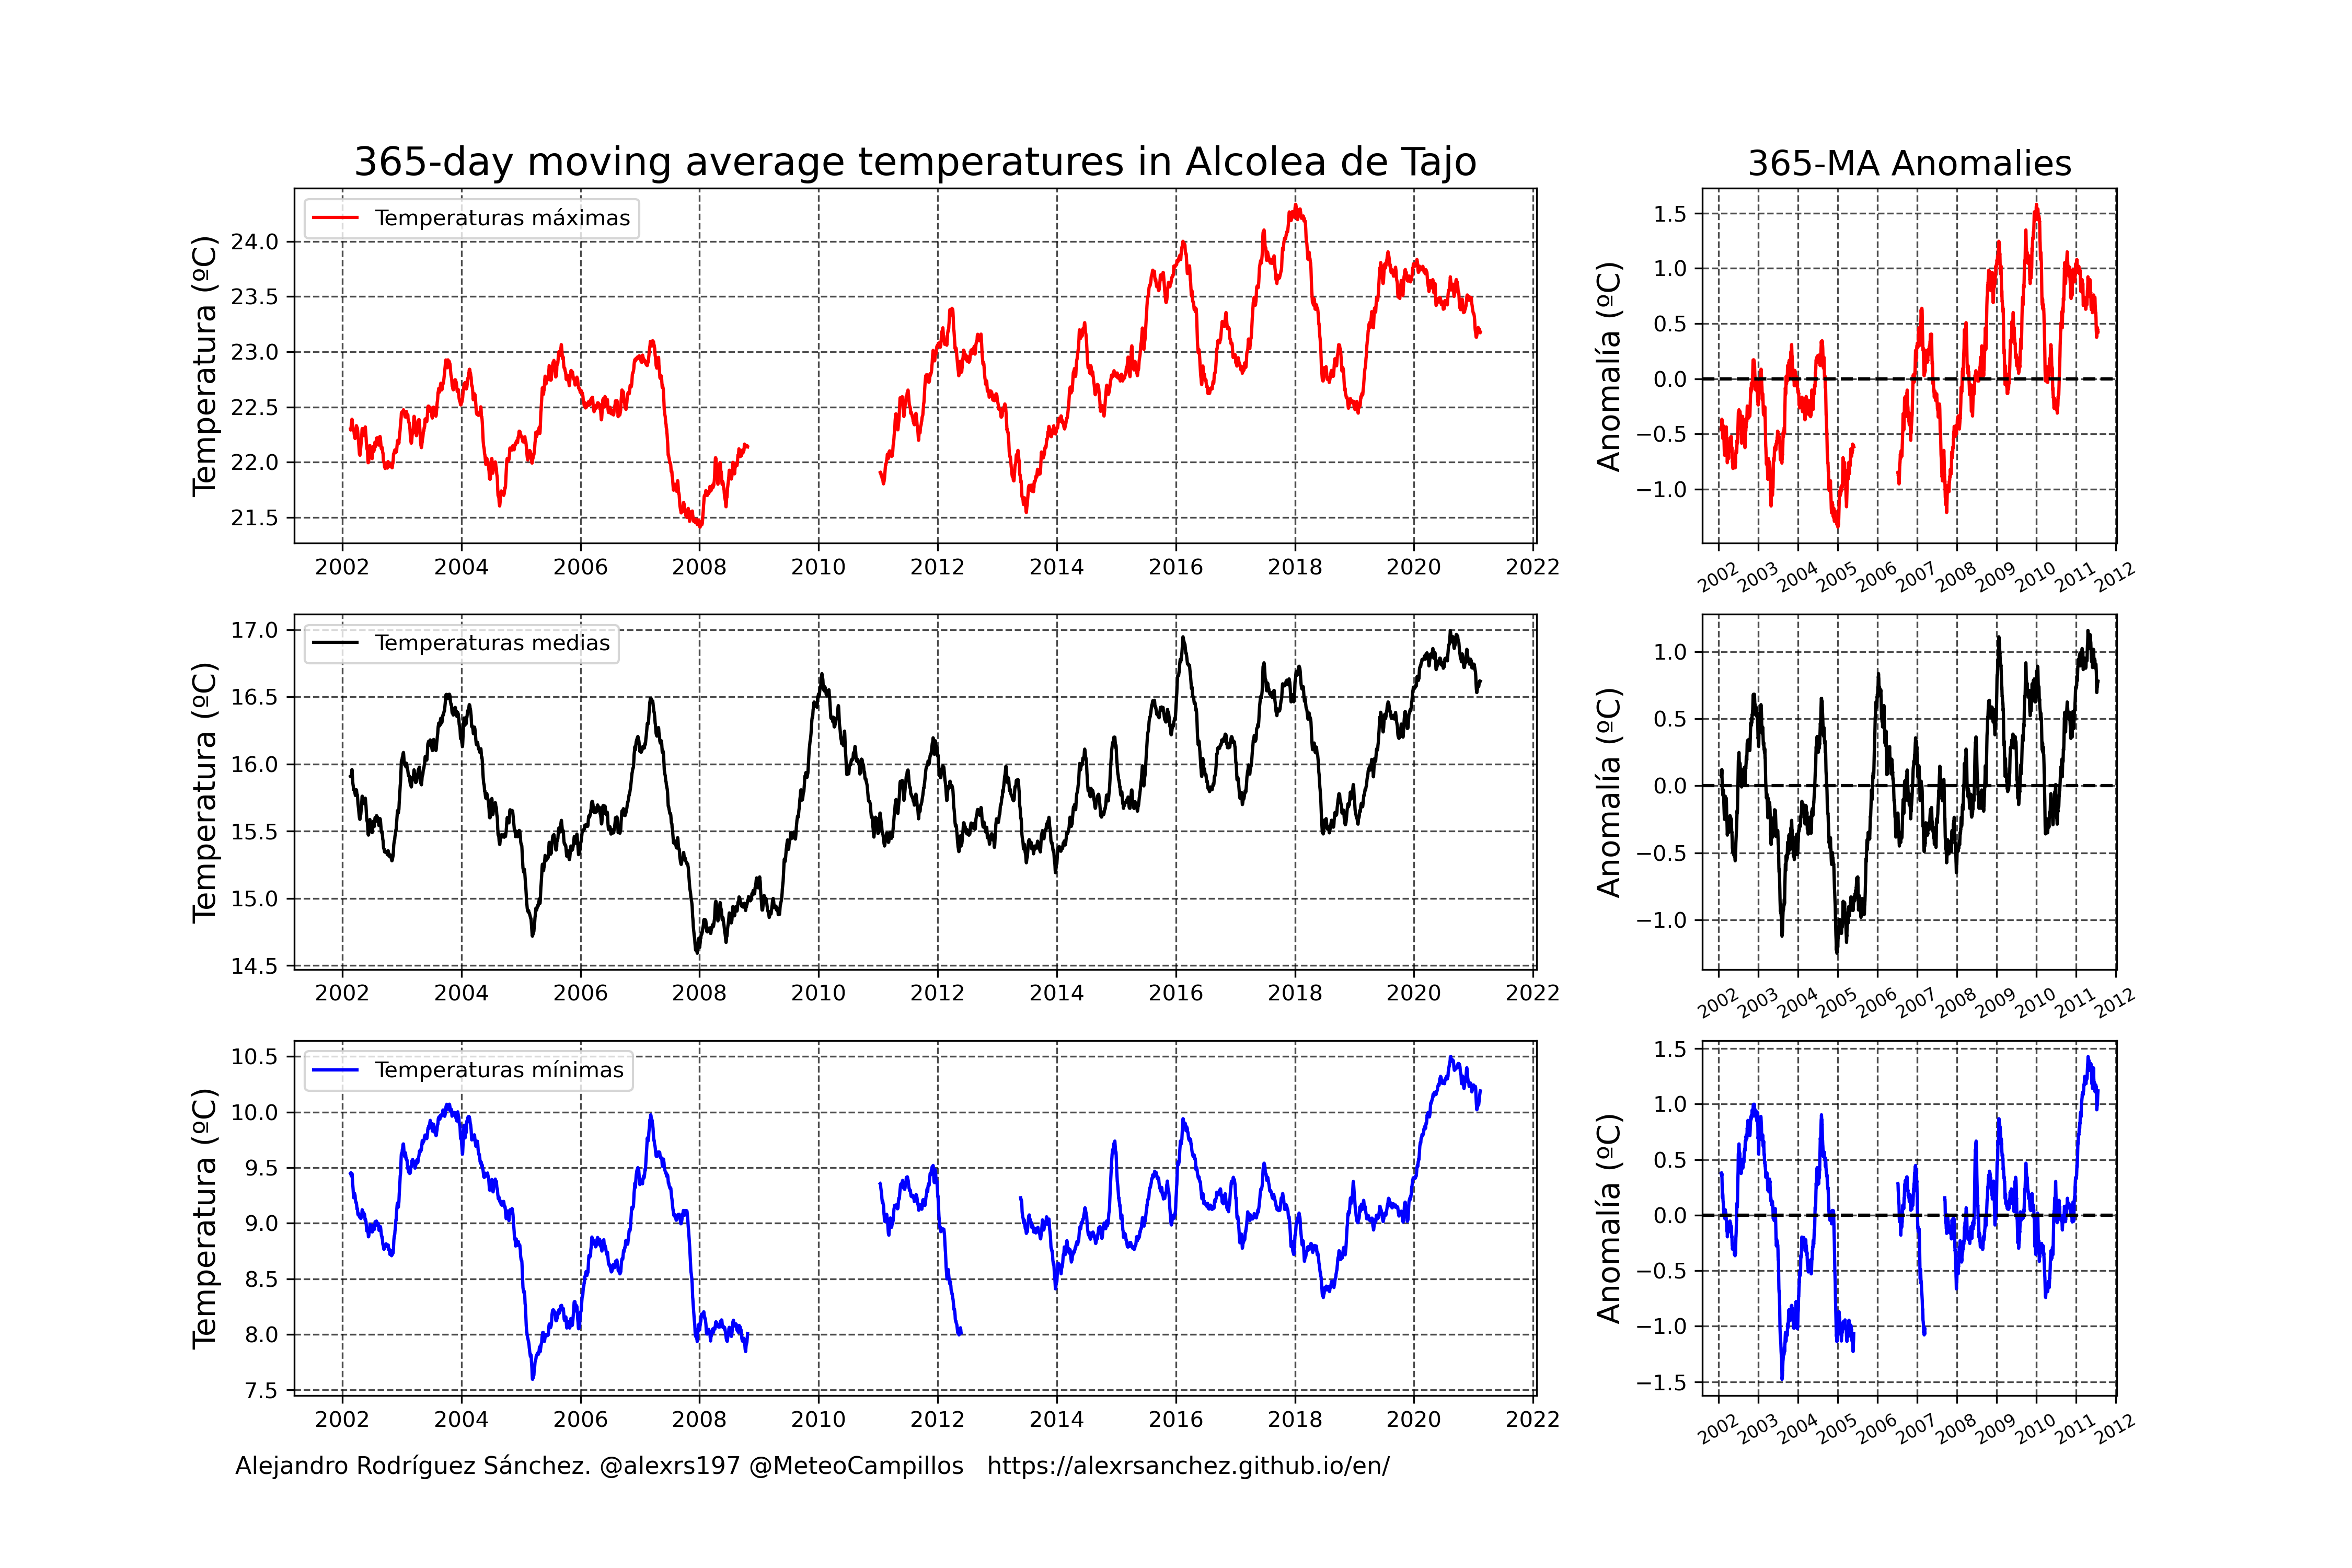 365-day moving average temperatures in Alcolea de Tajo
365-MA Anomalies
Temperatura (ºC)
24.0
23.5
23.0
22.5
22.0
21.5
Temperaturas máximas
2002 2004 2006 2008 2010 2012 2014 2016 2018 2020 2022
Anomalía (ºC)
1.5
1.0
0.5
0.0
−0.5
−1.0
2002 2003 2004 2005 2006 2007 2008 2009 2010 2011 2012
Temperatura (ºC)
17.0
16.5
16.0
15.5
15.0
14.5
Temperaturas medias
2002 2004 2006 2008 2010 2012 2014 2016 2018 2020 2022
Anomalía (ºC)
1.0
0.5
0.0
−0.5
−1.0
2002 2003 2004 2005 2006 2007 2008 2009 2010 2011 2012
Temperatura (ºC)
10.5
10.0
9.5
9.0
8.5
8.0
7.5
Temperaturas mínimas
2002 2004 2006 2008 2010 2012 2014 2016 2018 2020 2022
Anomalía (ºC)
1.5
1.0
0.5
0.0
−0.5
−1.0
−1.5
2002 2003 2004 2005 2006 2007 2008 2009 2010 2011 2012
Alejandro Rodríguez Sánchez. @alexrs197 @MeteoCampillos   https://alexrsanchez.github.io/en/